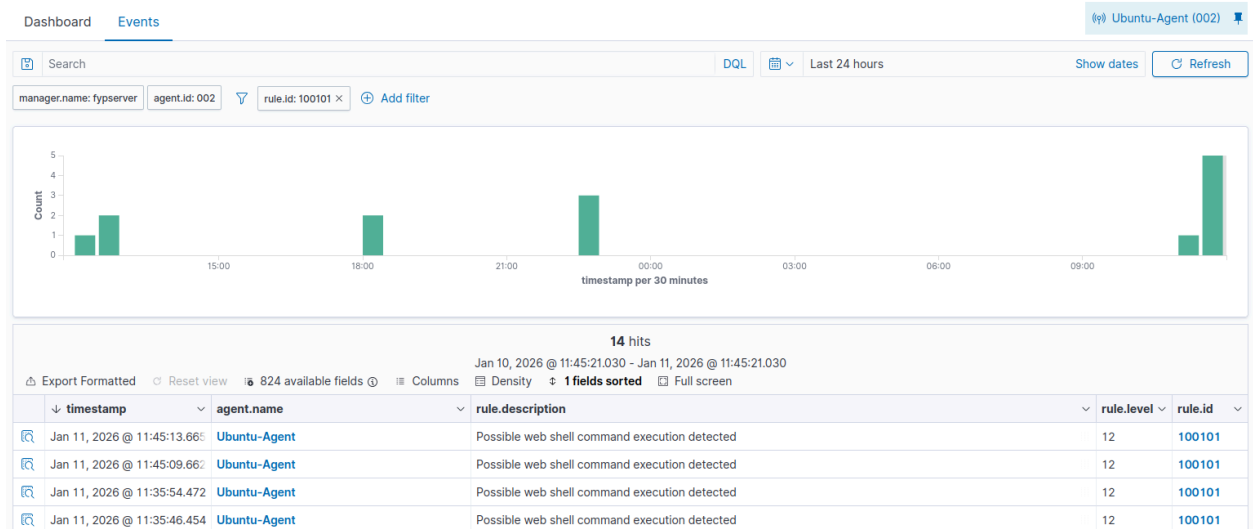 Dashboard Events Ubuntu-Agent (002)
Search DQL Last 24 hours Show dates Refresh
manager.name: fypserver agent.id: 002 rule.id: 100101 × Add filter
5
4
3
2
1
0
Count
15:00 18:00 21:00 00:00 03:00 06:00 09:00
timestamp per 30 minutes
14 hits
Jan 10, 2026 @ 11:45:21.030 - Jan 11, 2026 @ 11:45:21.030
Export Formatted Reset view 824 available fields Columns Density 1 fields sorted Full screen
timestamp agent.name rule.description rule.level rule.id
Jan 11, 2026 @ 11:45:13.665 Ubuntu-Agent Possible web shell command execution detected 12 100101
Jan 11, 2026 @ 11:45:09.662 Ubuntu-Agent Possible web shell command execution detected 12 100101
Jan 11, 2026 @ 11:35:54.472 Ubuntu-Agent Possible web shell command execution detected 12 100101
Jan 11, 2026 @ 11:35:46.454 Ubuntu-Agent Possible web shell command execution detected 12 100101